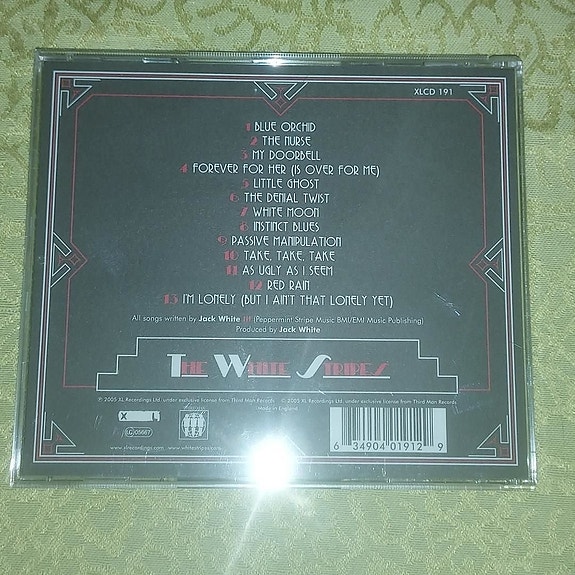 XLCD 191
1 BLUE ORCHID
2 THE NURSE
3 MY DOORBELL
4 FOREVER FOR HER (IS OVER FOR ME)
5 LITTLE GHOST
6 THE DENIAL TWIST
7 WHITE MOON
8 INSTINCT BLUES
9 PASSIVE MANIPULATION
10 TAKE, TAKE, TAKE
11 AS UGLY AS I SEEM
12 RED RAIN
13 I'M LONELY (BUT I AIN'T THAT LONELY YET)
All songs written by Jack White III (Peppermint Stripe Music BMI/EMI Music Publishing)
Produced by Jack White
THE WHITE STRIPES
℗ 2005 XL Recordings Ltd. under exclusive license from Third Man Records © 2005 XL Recordings Ltd. under exclusive license from Third Man Records
Made in England
X L
LC 05667
www.xlrecordings.com www.whitestripes.com
6 34904 01912 9